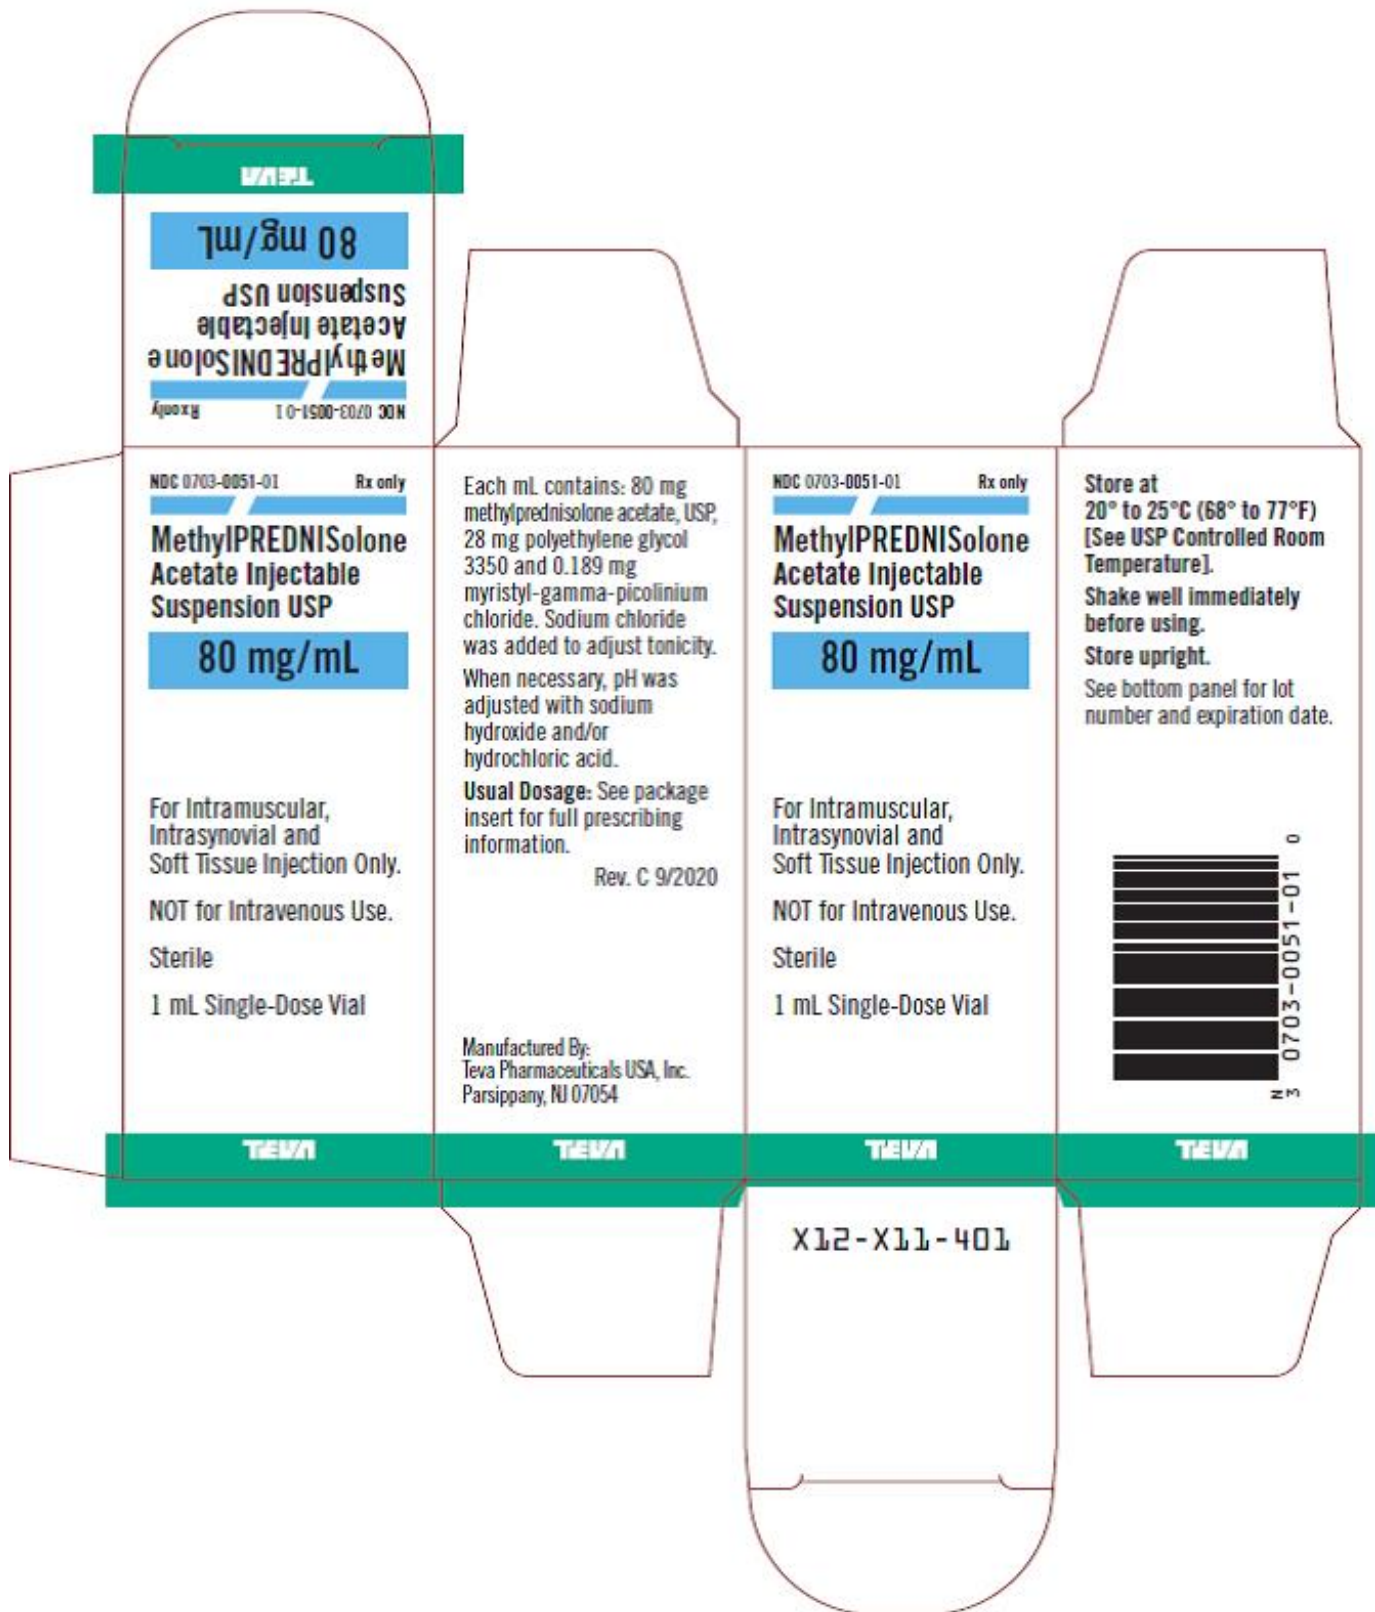 TEVA
80 mg/mL
Suspension USP
Acetate Injectable
MethylPREDNISolone
NDC 0703-0051-01 Rx only
NDC 0703-0051-01 Rx only
MethylPREDNISolone
Acetate Injectable
Suspension USP
80 mg/mL
For Intramuscular,
Intrasynovial and
Soft Tissue Injection Only.
NOT for Intravenous Use.
Sterile
1 mL Single-Dose Vial
TEVA
Each mL contains: 80 mg
methylprednisolone acetate, USP,
28 mg polyethylene glycol
3350 and 0.189 mg
myristyl-gamma-picolinium
chloride. Sodium chloride
was added to adjust tonicity.
When necessary, pH was
adjusted with sodium
hydroxide and/or
hydrochloric acid.
Usual Dosage: See package
insert for full prescribing
information.
Rev. C 9/2020
Manufactured By:
Teva Pharmaceuticals USA, Inc.
Parsippany, NJ 07054
TEVA
NDC 0703-0051-01 Rx only
MethylPREDNISolone
Acetate Injectable
Suspension USP
80 mg/mL
For Intramuscular,
Intrasynovial and
Soft Tissue Injection Only.
NOT for Intravenous Use.
Sterile
1 mL Single-Dose Vial
TEVA
Store at
20° to 25°C (68° to 77°F)
[See USP Controlled Room
Temperature].
Shake well immediately
before using.
Store upright.
See bottom panel for lot
number and expiration date.
N
3 0703-0051-01 0
TEVA
X12-X11-401